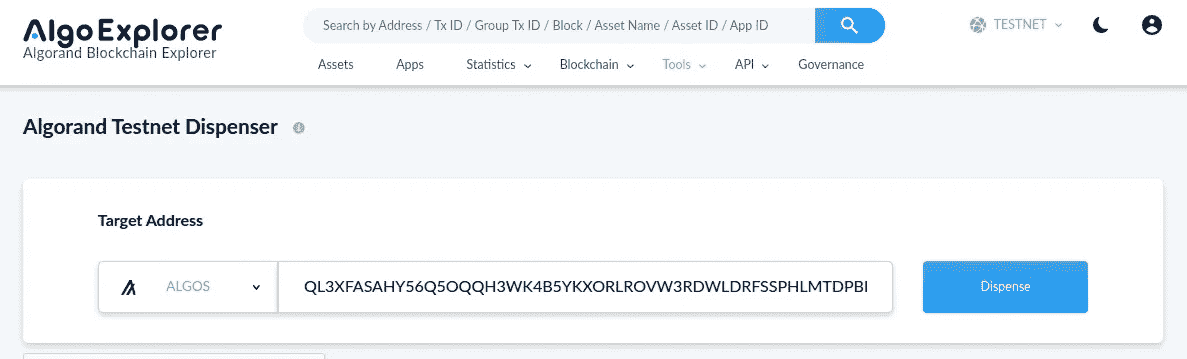 AlgoExplorer
Algorand Blockchain Explorer
Search by Address / Tx ID / Group Tx ID / Block / Asset Name / Asset ID / App ID
TESTNET
Assets Apps Statistics Blockchain Tools API Governance
Algorand Testnet Dispenser
Target Address
ALGOS QL3XFASAHY56Q5OQQH3WK4B5YKXORLROVW3RDWLDRFSSPHLMTDPBI Dispense